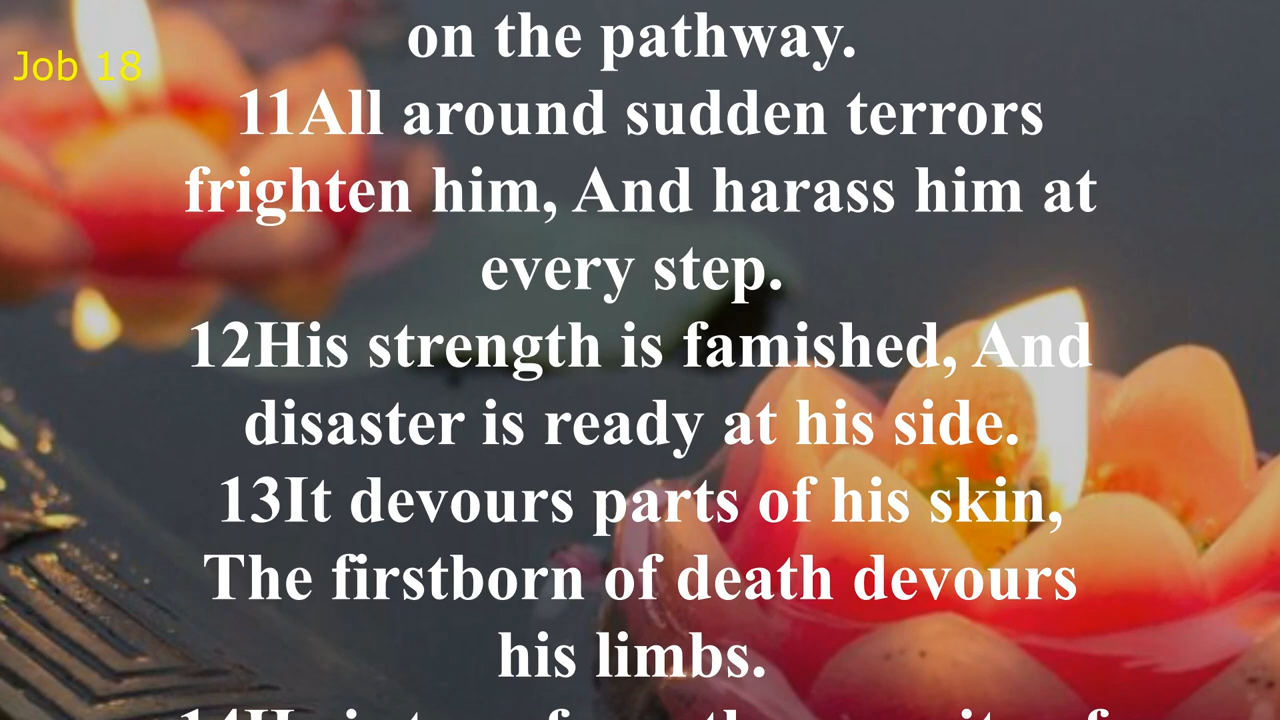 Job 18
on the pathway.
11All around sudden terrors
frighten him, And harass him at
every step.
12His strength is famished, And
disaster is ready at his side.
13It devours parts of his skin,
The firstborn of death devours
his limbs.